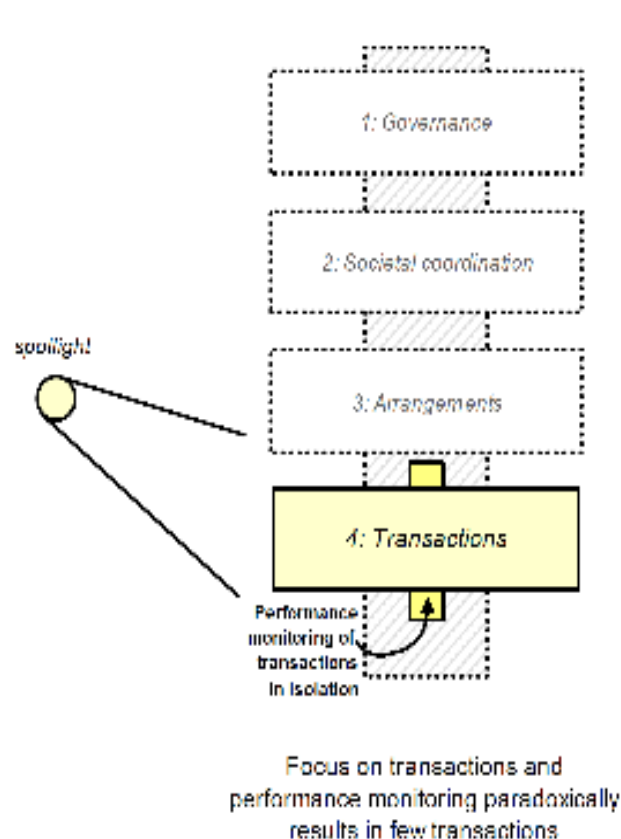 1: Governance
2: Societal coordination
spotlight
3: Arrangements
4: Transactions
Performance
monitoring of
transactions
in isolation
Focus on transactions and
performance monitoring paradoxically
results in few transactions